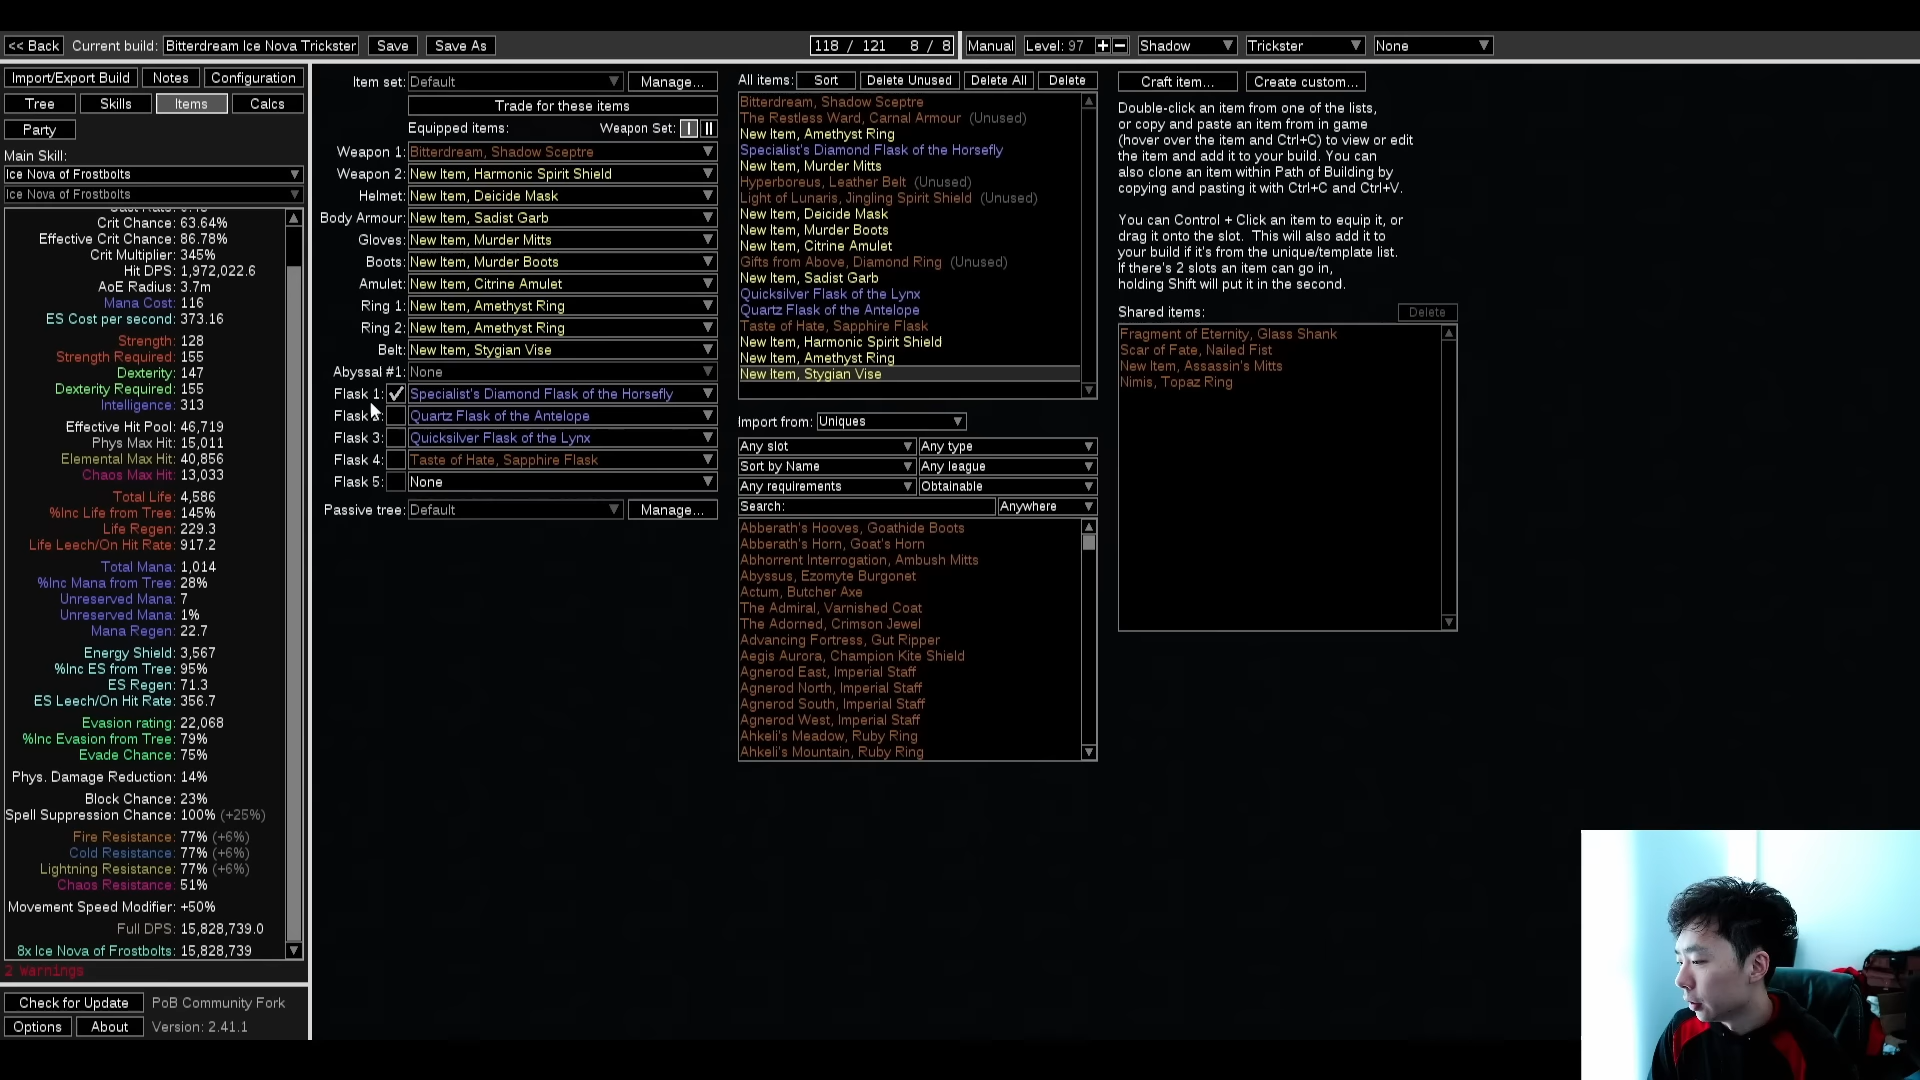 << Back Current build: Bitterdream Ice Nova Trickster Save Save As 118 / 121 8 / 8 Manual Level: 97 Shadow Trickster None
Import/Export Build Notes Configuration
Tree Skills Items Calcs
Party
Main Skill:
Ice Nova of Frostbolts
Ice Nova of Frostbolts
Crit Chance: 63.64%
Effective Crit Chance: 86.78%
Crit Multiplier: 345%
Hit DPS: 1,972,022.6
AoE Radius: 3.7m
Mana Cost: 116
ES Cost per second: 373.16
Strength: 128
Strength Required: 155
Dexterity: 147
Dexterity Required: 155
Intelligence: 313
Effective Hit Pool: 46,719
Phys Max Hit: 15,011
Elemental Max Hit: 40,856
Chaos Max Hit: 13,033
Total Life: 4,586
%Inc Life from Tree: 145%
Life Regen: 229.3
Life Leech/On Hit Rate: 917.2
Total Mana: 1,014
%Inc Mana from Tree: 28%
Unreserved Mana: 7
Unreserved Mana: 1%
Mana Regen: 22.7
Energy Shield: 3,567
%Inc ES from Tree: 95%
ES Regen: 71.3
ES Leech/On Hit Rate: 356.7
Evasion rating: 22,068
%Inc Evasion from Tree: 79%
Evade Chance: 75%
Phys. Damage Reduction: 14%
Block Chance: 23%
Spell Suppression Chance: 100% (+25%)
Fire Resistance: 77% (+6%)
Cold Resistance: 77% (+6%)
Lightning Resistance: 77% (+6%)
Chaos Resistance: 51%
Movement Speed Modifier: +50%
Full DPS: 15,828,739.0
8x Ice Nova of Frostbolts: 15,828,739
2 Warnings
Check for Update PoB Community Fork
Options About Version: 2.41.1
Item set: Default Manage...
Trade for these items
Equipped items: Weapon Set: I II
Weapon 1: Bitterdream, Shadow Sceptre
Weapon 2: New Item, Harmonic Spirit Shield
Helmet: New Item, Deicide Mask
Body Armour: New Item, Sadist Garb
Gloves: New Item, Murder Mitts
Boots: New Item, Murder Boots
Amulet: New Item, Citrine Amulet
Ring 1: New Item, Amethyst Ring
Ring 2: New Item, Amethyst Ring
Belt: New Item, Stygian Vise
Abyssal #1: None
Flask 1: Specialist's Diamond Flask of the Horsefly
Flask Quartz Flask of the Antelope
Flask 3: Quicksilver Flask of the Lynx
Flask 4: Taste of Hate, Sapphire Flask
Flask 5: None
Passive tree: Default Manage...
All items: Sort Delete Unused Delete All Delete
Bitterdream, Shadow Sceptre
The Restless Ward, Carnal Armour (Unused)
New Item, Amethyst Ring
Specialist's Diamond Flask of the Horsefly
New Item, Murder Mitts
Hyperboreus, Leather Belt (Unused)
Light of Lunaris, Jingling Spirit Shield (Unused)
New Item, Deicide Mask
New Item, Murder Boots
New Item, Citrine Amulet
Gifts from Above, Diamond Ring (Unused)
New Item, Sadist Garb
Quicksilver Flask of the Lynx
Quartz Flask of the Antelope
Taste of Hate, Sapphire Flask
New Item, Harmonic Spirit Shield
New Item, Amethyst Ring
New Item, Stygian Vise
Import from: Uniques
Any slot Any type
Sort by Name Any league
Any requirements Obtainable
Search: Anywhere
Abberath's Hooves, Goathide Boots
Abberath's Horn, Goat's Horn
Abhorrent Interrogation, Ambush Mitts
Abyssus, Ezomyte Burgonet
Actum, Butcher Axe
The Admiral, Varnished Coat
The Adorned, Crimson Jewel
Advancing Fortress, Gut Ripper
Aegis Aurora, Champion Kite Shield
Agnerod East, Imperial Staff
Agnerod North, Imperial Staff
Agnerod South, Imperial Staff
Agnerod West, Imperial Staff
Ahkeli's Meadow, Ruby Ring
Ahkeli's Mountain, Ruby Ring
Craft item... Create custom...
Double-click an item from one of the lists,
or copy and paste an item from in game
(hover over the item and Ctrl+C) to view or edit
the item and add it to your build. You can
also clone an item within Path of Building by
copying and pasting it with Ctrl+C and Ctrl+V.
You can Control + Click an item to equip it, or
drag it onto the slot. This will also add it to
your build if it's from the unique/template list.
If there's 2 slots an item can go in,
holding Shift will put it in the second.
Shared items: Delete
Fragment of Eternity, Glass Shank
Scar of Fate, Nailed Fist
New Item, Assassin's Mitts
Nimis, Topaz Ring